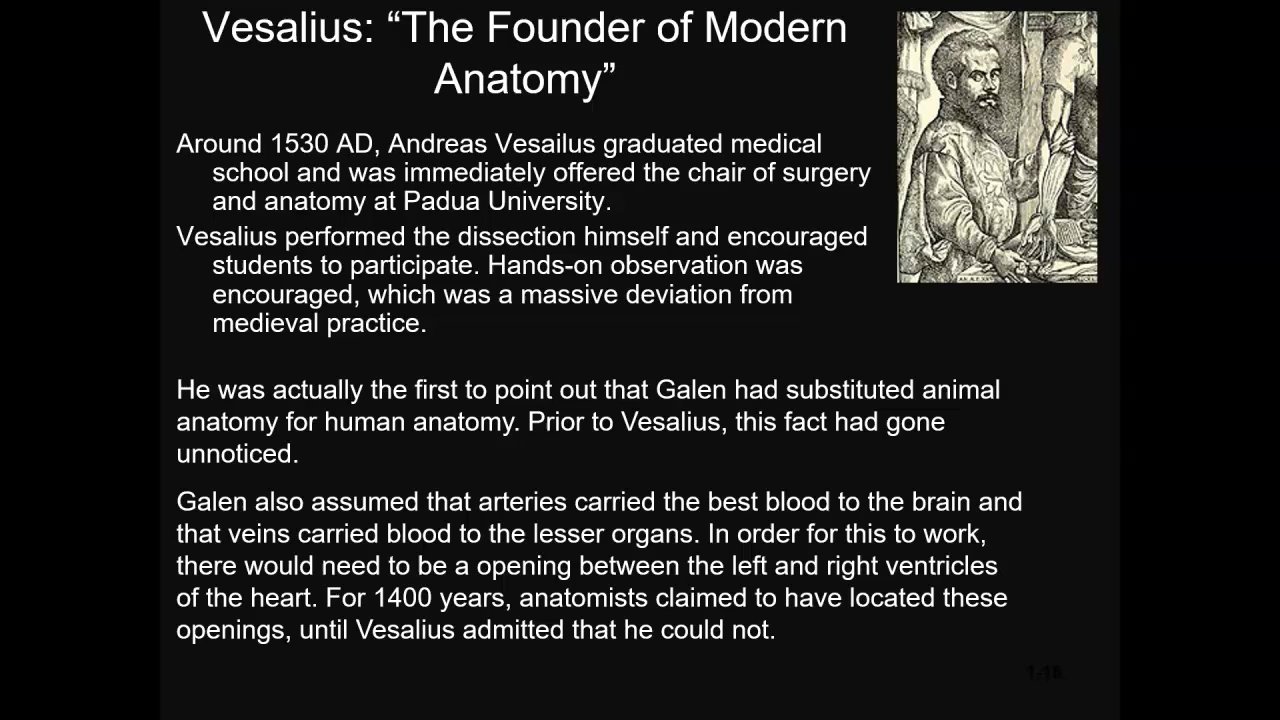 Vesalius: “The Founder of Modern
Anatomy”
Around 1530 AD, Andreas Vesailus graduated medical
school and was immediately offered the chair of surgery
and anatomy at Padua University.
Vesalius performed the dissection himself and encouraged
students to participate. Hands-on observation was
encouraged, which was a massive deviation from
medieval practice.
He was actually the first to point out that Galen had substituted animal
anatomy for human anatomy. Prior to Vesalius, this fact had gone
unnoticed.
Galen also assumed that arteries carried the best blood to the brain and
that veins carried blood to the lesser organs. In order for this to work,
there would need to be a opening between the left and right ventricles
of the heart. For 1400 years, anatomists claimed to have located these
openings, until Vesalius admitted that he could not.